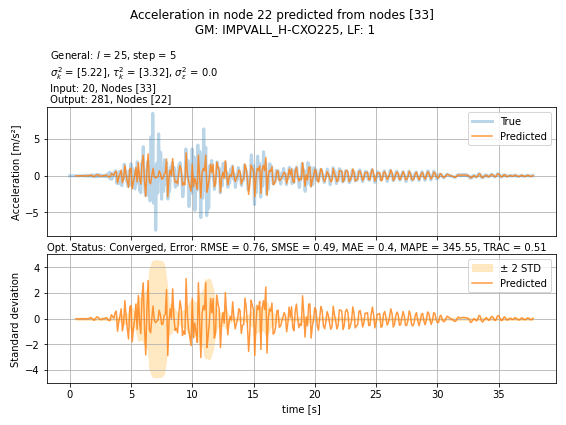 Acceleration in node 22 predicted from nodes [33]
GM: IMPVALL_H-CXO225, LF: 1
General: l = 25, step = 5
σ²ₖ = [5.22], τ²ₖ = [3.32], σ²ε = 0.0
Input: 20, Nodes [33]
Output: 281, Nodes [22]
True
Predicted
Acceleration [m/s²]
5
0
−5
Opt. Status: Converged, Error: RMSE = 0.76, SMSE = 0.49, MAE = 0.4, MAPE = 345.55, TRAC = 0.51
± 2 STD
Predicted
Standard deviation
4
2
0
−2
−4
0 5 10 15 20 25 30 35
time [s]